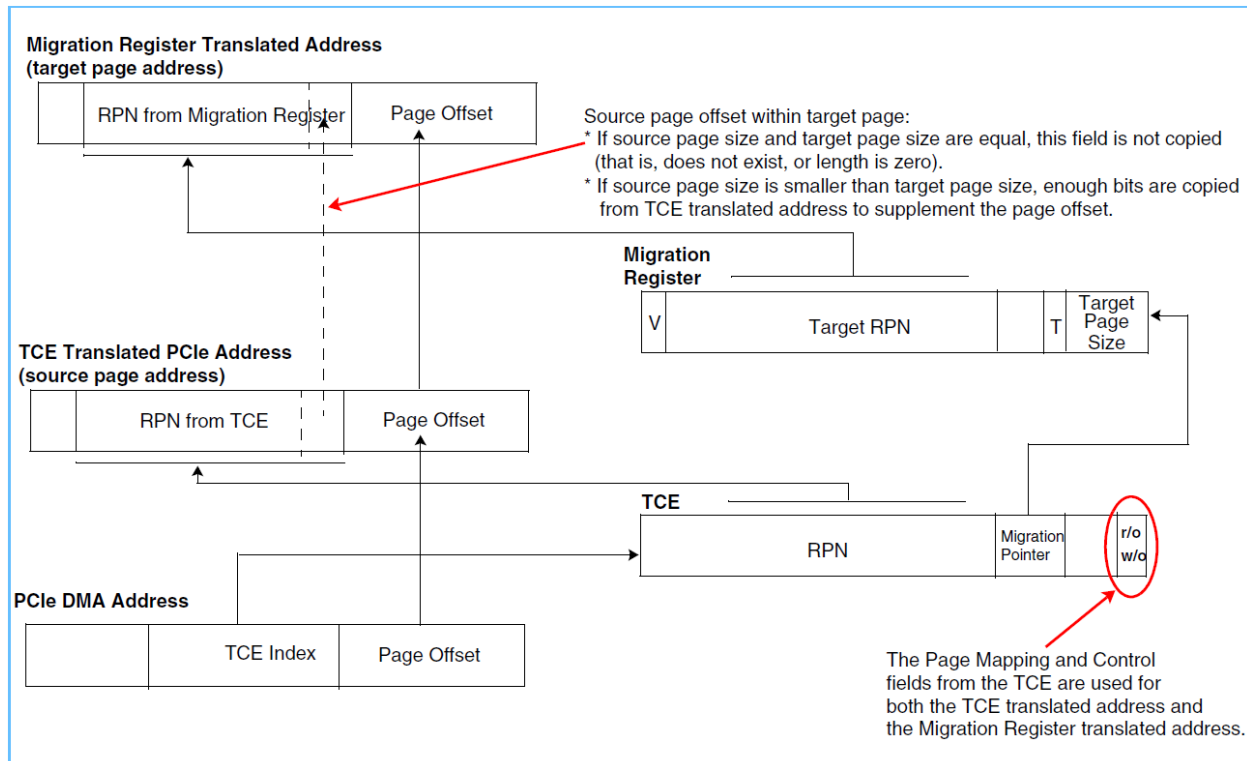 Migration Register Translated Address
(target page address)
RPN from Migration Register
Page Offset
Source page offset within target page:
* If source page size and target page size are equal, this field is not copied
(that is, does not exist, or length is zero).
* If source page size is smaller than target page size, enough bits are copied
from TCE translated address to supplement the page offset.
Migration
Register
V
Target RPN
T
Target
Page
Size
TCE Translated PCIe Address
(source page address)
RPN from TCE
Page Offset
TCE
RPN
Migration
Pointer
r/o
w/o
PCIe DMA Address
TCE Index
Page Offset
The Page Mapping and Control
fields from the TCE are used for
both the TCE translated address and
the Migration Register translated address.